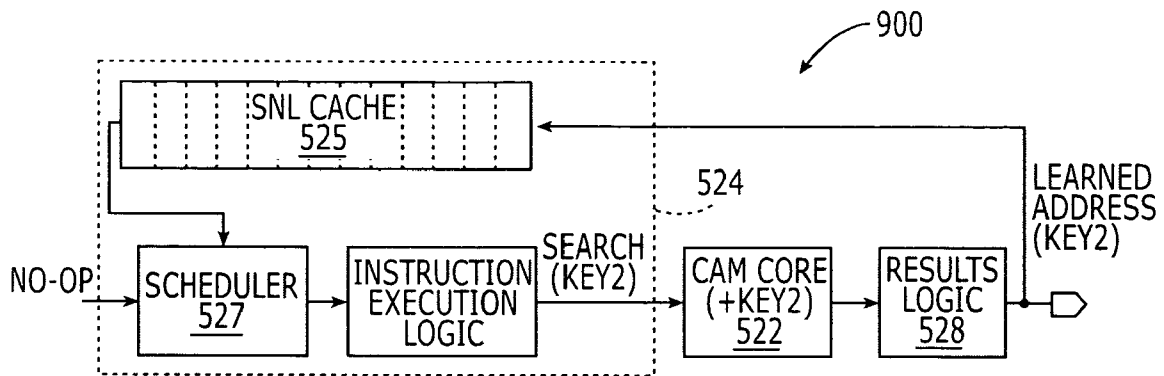 900
SNL CACHE
525
524
LEARNED
ADDRESS
(KEY2)
NO-OP
SCHEDULER
527
INSTRUCTION
EXECUTION
LOGIC
SEARCH
(KEY2)
CAM CORE
(+KEY2)
522
RESULTS
LOGIC
528